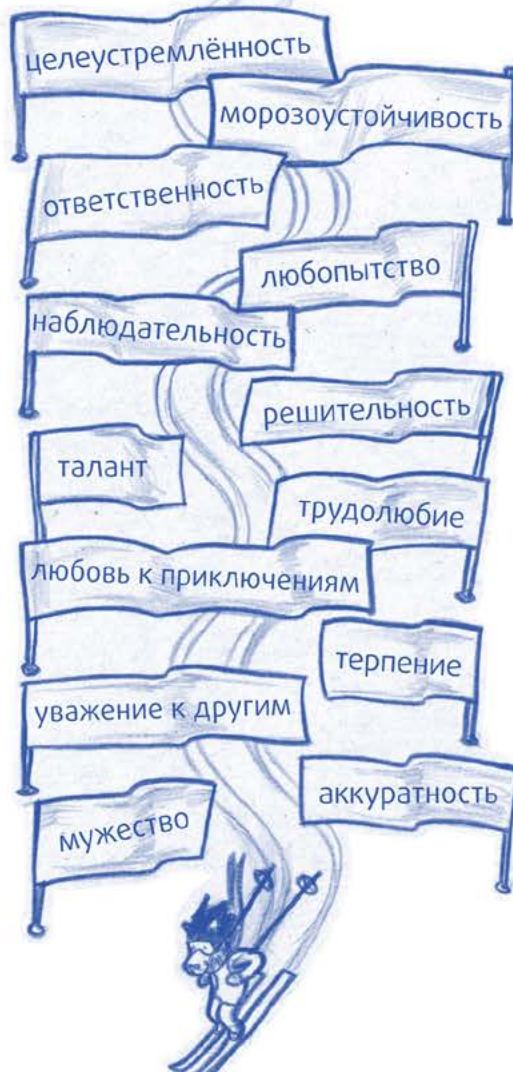 целеустремлённость
морозоустойчивость
ответственность
любопытство
наблюдательность
решительность
талант
трудолюбие
любовь к приключениям
терпение
уважение к другим
аккуратность
мужество